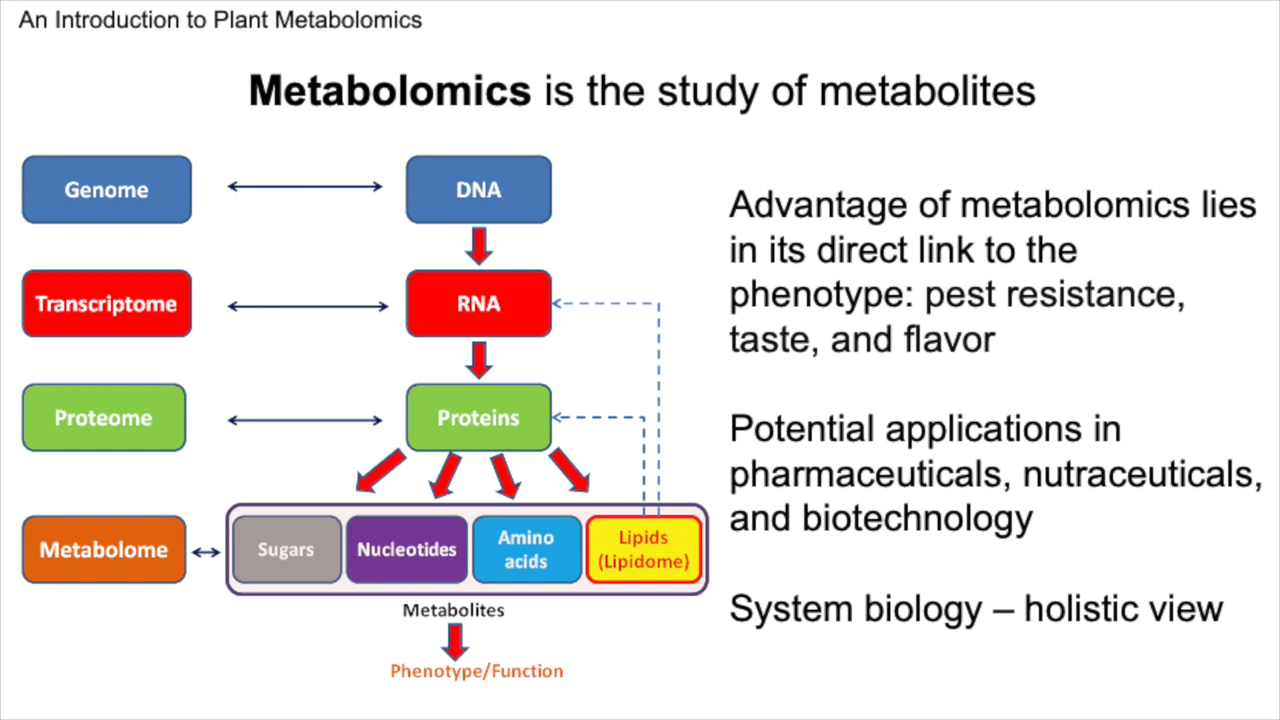 An Introduction to Plant Metabolomics
Metabolomics is the study of metabolites
Genome
DNA
Transcriptome
RNA
Proteome
Proteins
Metabolome
Sugars
Nucleotides
Amino
acids
Lipids
(Lipidome)
Metabolites
Phenotype/Function
Advantage of metabolomics lies
in its direct link to the
phenotype: pest resistance,
taste, and flavor
Potential applications in
pharmaceuticals, nutraceuticals,
and biotechnology
System biology – holistic view